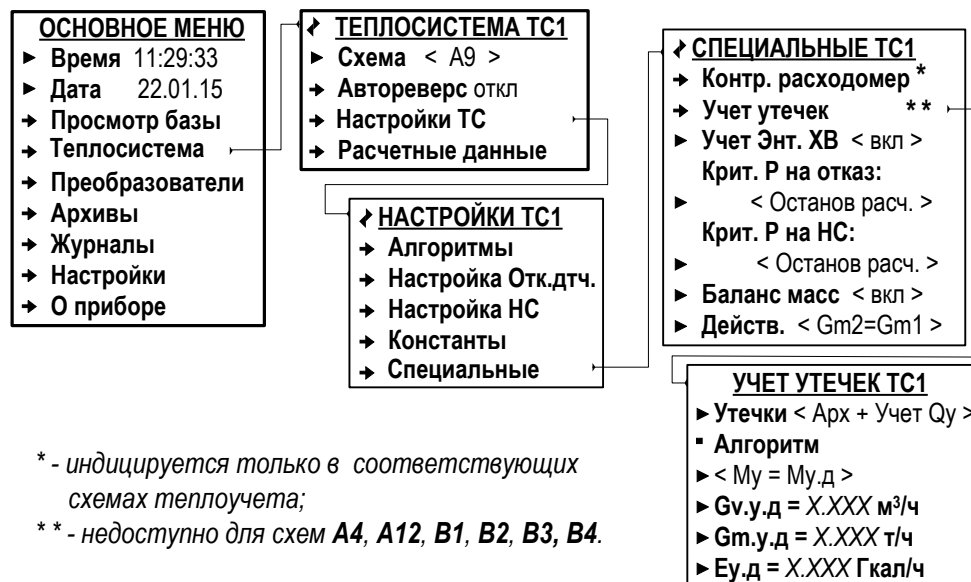 ОСНОВНОЕ МЕНЮ
Время 11:29:33
Дата 22.01.15
Просмотр базы
Теплосистема
Преобразователи
Архивы
Журналы
Настройки
О приборе
ТЕПЛОСИСТЕМА ТС1
Схема < А9 >
Автореверс откл
Настройки ТС
Расчетные данные
НАСТРОЙКИ ТС1
Алгоритмы
Настройка Отк.дтч.
Настройка НС
Константы
Специальные
СПЕЦИАЛЬНЫЕ ТС1
Контр. расходомер *
Учет утечек **
Учет Энт. ХВ < вкл >
Крит. Р на отказ:
< Останов расч. >
Крит. Р на НС:
< Останов расч. >
Баланс масс < вкл >
Действ. < Gm2=Gm1 >
УЧЕТ УТЕЧЕК ТС1
Утечки < Арх + Учет Qу >
Алгоритм
< Му = Му.д >
Gv.у.д = X.XXX м³/ч
Gm.у.д = X.XXX т/ч
Еу.д = X.XXX Гкал/ч
* - индицируется только в соответствующих
схемах теплоучета;
* * - недоступно для схем А4, А12, В1, В2, В3, В4.